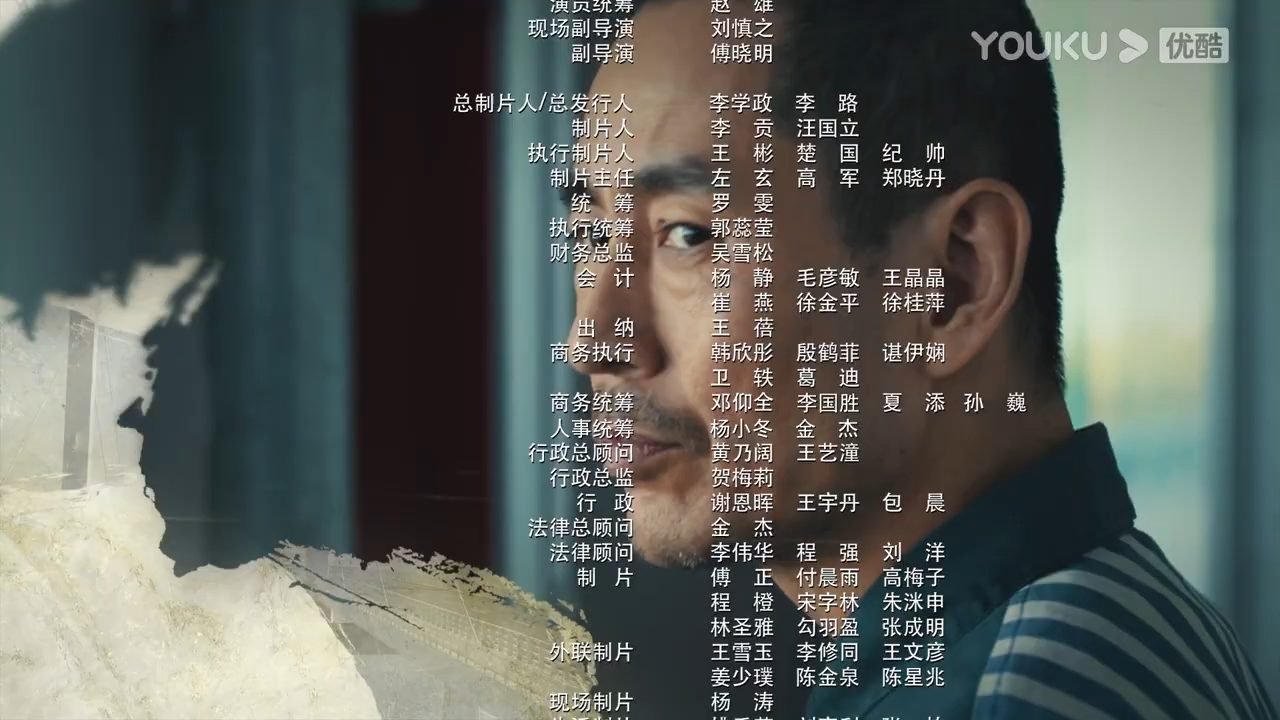 演员统筹 赵 雄
YOUKU 优酷
现场副导演 刘慎之
副导演 傅晓明
总制片人/总发行人 李学政 李 路
制片人 李 贡 汪国立
执行制片人 王 彬 楚 国 纪 帅
制片主任 左 玄 高 军 郑晓丹
统 筹 罗 雯
执行统筹 郭蕊莹
财务总监 吴雪松
会 计 杨 静 毛彦敏 王晶晶
崔 燕 徐金平 徐桂萍
出 纳 王 蓓
商务执行 韩欣彤 殷鹤菲 谌伊娴
卫 轶 葛 迪
商务统筹 邓仰全 李国胜 夏 添 孙 巍
人事统筹 杨小冬 金 杰
行政总顾问 黄乃阔 王艺潼
行政总监 贺梅莉
行 政 谢恩晖 王宇丹 包 晨
法律总顾问 金 杰
法律顾问 李伟华 程 强 刘 洋
制 片 傅 正 付晨雨 高梅子
程 橙 宋字林 朱洣申
林圣雅 勾羽盈 张成明
外联制片 王雪玉 李修同 王文彦
姜少璞 陈金泉 陈星兆
现场制片 杨 涛